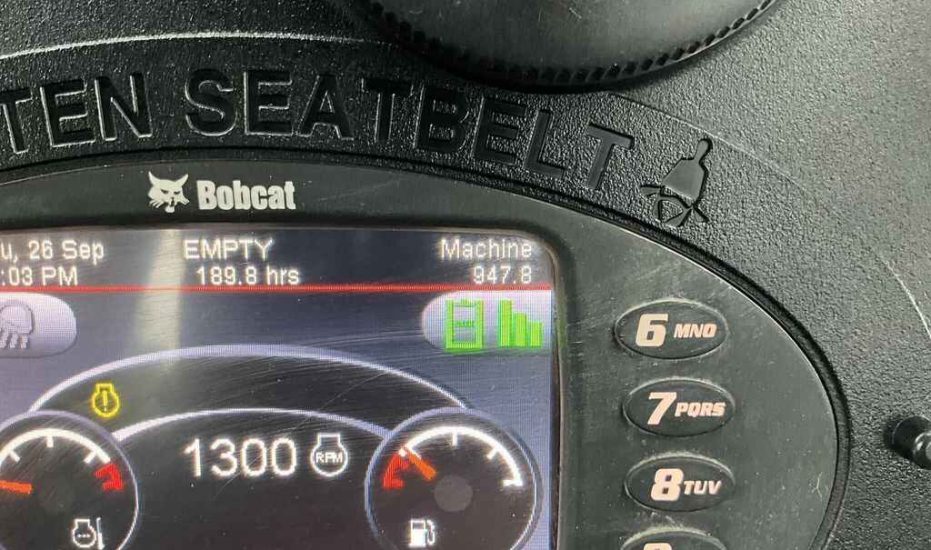 TEN SEATBELT
Bobcat
u, 26 Sep EMPTY Machine
:03 PM 189.8 hrs 947.8
6 MNO
7 PQRS
1300 RPM
8 TUV